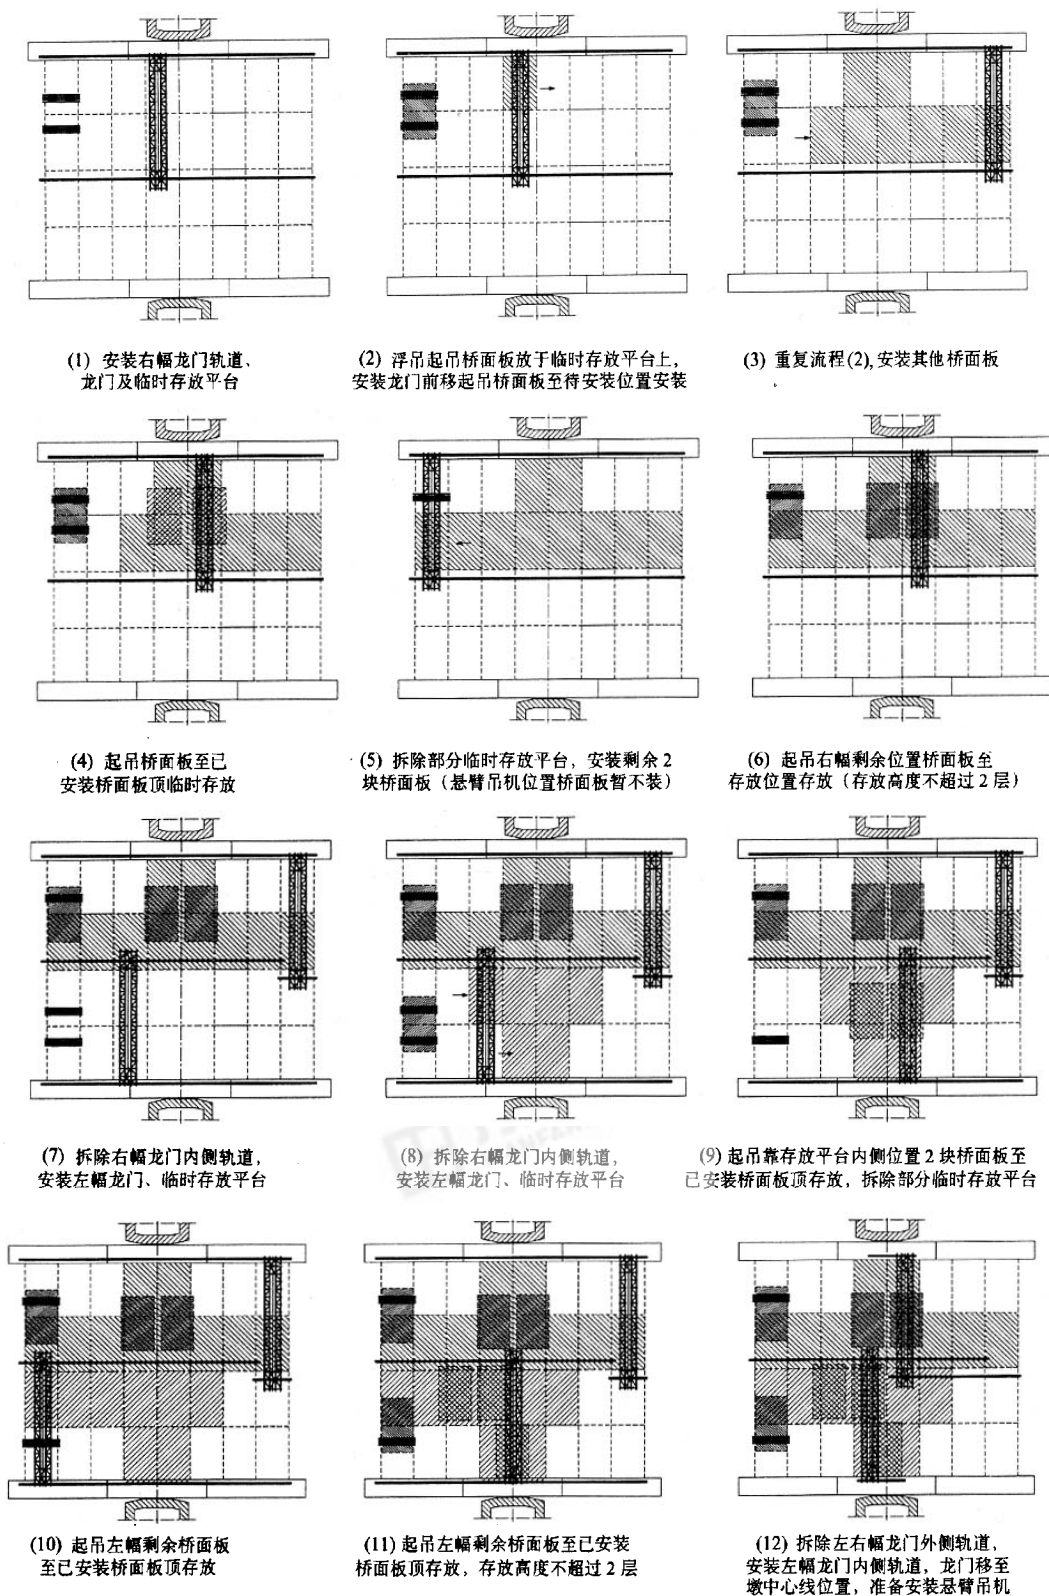 (1) 安装右幅龙门轨道、
龙门及临时存放平台
(2) 浮吊起吊桥面板放于临时存放平台上,
安装龙门前移起吊桥面板至待安装位置安装
(3) 重复流程(2), 安装其他桥面板
(4) 起吊桥面板至已
安装桥面板顶临时存放
(5) 拆除部分临时存放平台，安装剩余 2
块桥面板（悬臂吊机位置桥面板暂不装）
(6) 起吊右幅剩余位置桥面板至
存放位置存放（存放高度不超过 2 层）
(7) 拆除右幅龙门内侧轨道，
安装左幅龙门、临时存放平台
(8) 拆除右幅龙门内侧轨道，
安装左幅龙门、临时存放平台
(9) 起吊靠存放平台内侧位置 2 块桥面板至
已安装桥面板顶存放，拆除部分临时存放平台
(10) 起吊左幅剩余桥面板
至已安装桥面板顶存放
(11) 起吊左幅剩余桥面板至已安装
桥面板顶存放，存放高度不超过 2 层
(12) 拆除左右幅龙门外侧轨道，
安装左幅龙门内侧轨道，龙门移至
墩中心线位置，准备安装悬臂吊机